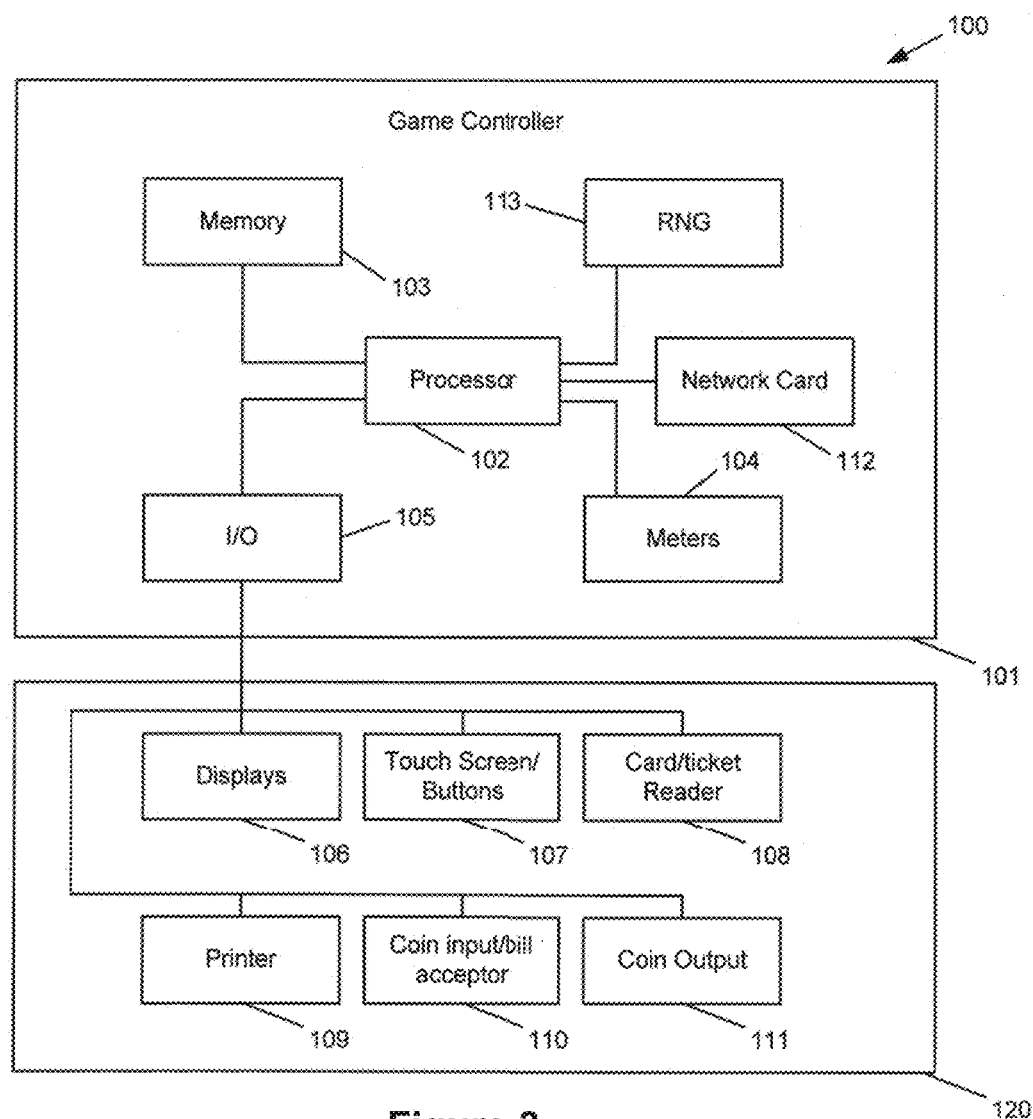 100
Game Controller
Memory
103
113
RNG
Processor
102
Network Card
112
I/O
105
104
Meters
101
Displays
106
Touch Screen/
Buttons
107
Card/ticket
Reader
108
Printer
109
Coin input/bill
acceptor
110
Coin Output
111
120